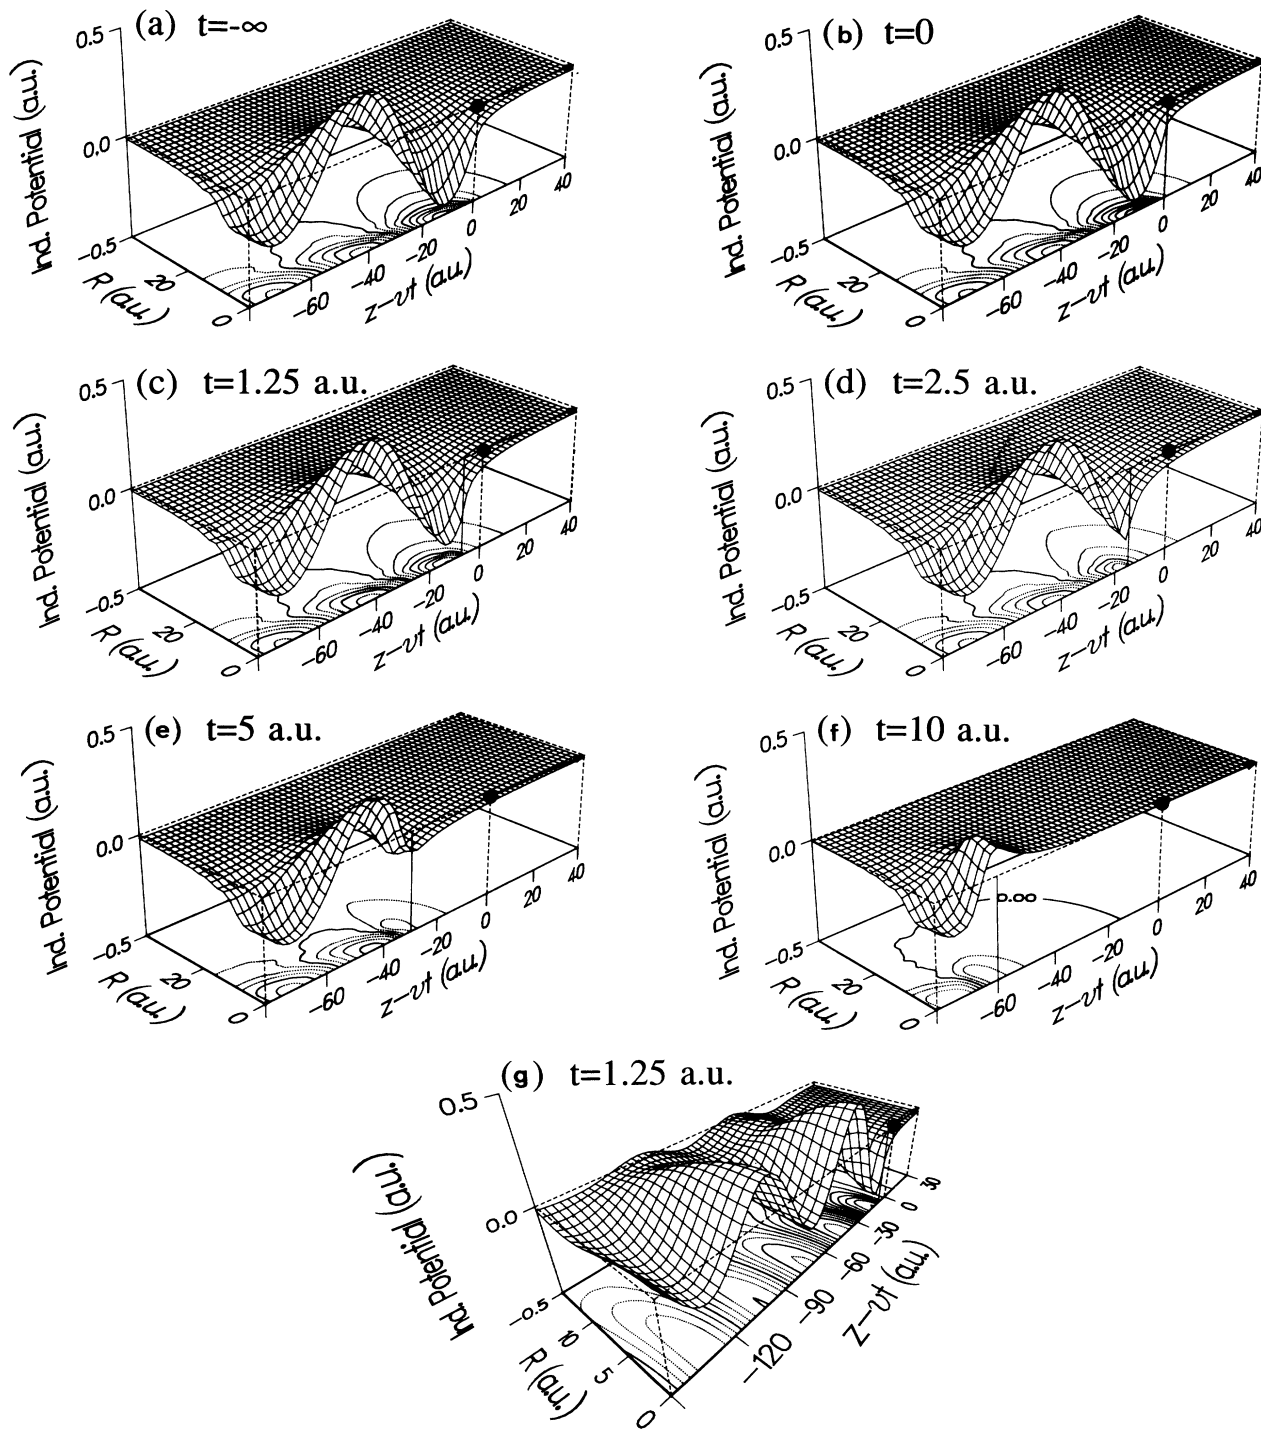 (a) t=-∞
0.5
0.0
-0.5
Ind. Potential (a.u.)
20
0
R (a.u.)
-60
-40
-20
0
20
40
z-vt (a.u.)
(b) t=0
0.5
0.0
-0.5
Ind. Potential (a.u.)
20
0
R (a.u.)
-60
-40
-20
0
20
40
z-vt (a.u.)
(c) t=1.25 a.u.
0.5
0.0
-0.5
Ind. Potential (a.u.)
20
0
R (a.u.)
-60
-40
-20
0
20
40
z-vt (a.u.)
(d) t=2.5 a.u.
0.5
0.0
-0.5
Ind. Potential (a.u.)
20
0
R (a.u.)
-60
-40
-20
0
20
40
z-vt (a.u.)
(e) t=5 a.u.
0.5
0.0
-0.5
Ind. Potential (a.u.)
20
0
R (a.u.)
-60
-40
-20
0
20
40
z-vt (a.u.)
(f) t=10 a.u.
0.5
0.0
-0.5
Ind. Potential (a.u.)
20
0
R (a.u.)
0.00
-60
-40
-20
0
20
40
z-vt (a.u.)
(g) t=1.25 a.u.
0.5
0.0
-0.5
Ind. Potential (a.u.)
10
5
0
R (a.u.)
-120
-90
-60
-30
0
30
Z-vt (a.u.)